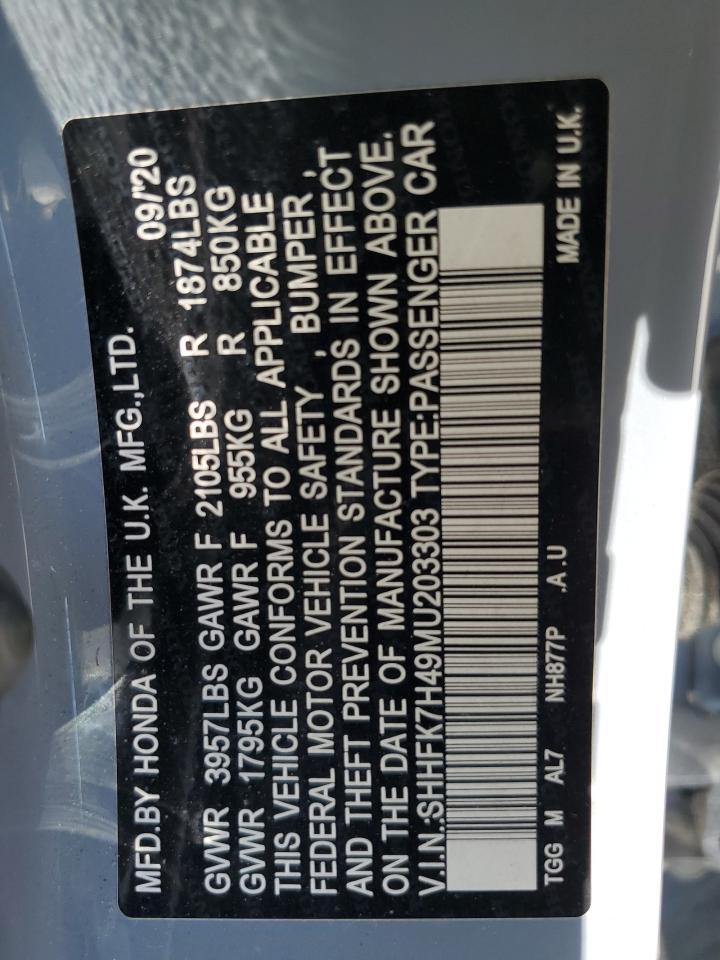 MFD.BY HONDA OF THE U.K. MFG.,LTD. 09/'20
GVWR 3957LBS GAWR F 2105LBS R 1874LBS
GVWR 1795KG GAWR F 955KG R 850KG
THIS VEHICLE CONFORMS TO ALL APPLICABLE
FEDERAL MOTOR VEHICLE SAFETY , BUMPER ,
AND THEFT PREVENTION STANDARDS IN EFFECT
ON THE DATE OF MANUFACTURE SHOWN ABOVE.
V.I.N.:SHHFK7H49MU203303 TYPE:PASSENGER CAR
TGG M AL7 NH877P .A .U MADE IN U.K.